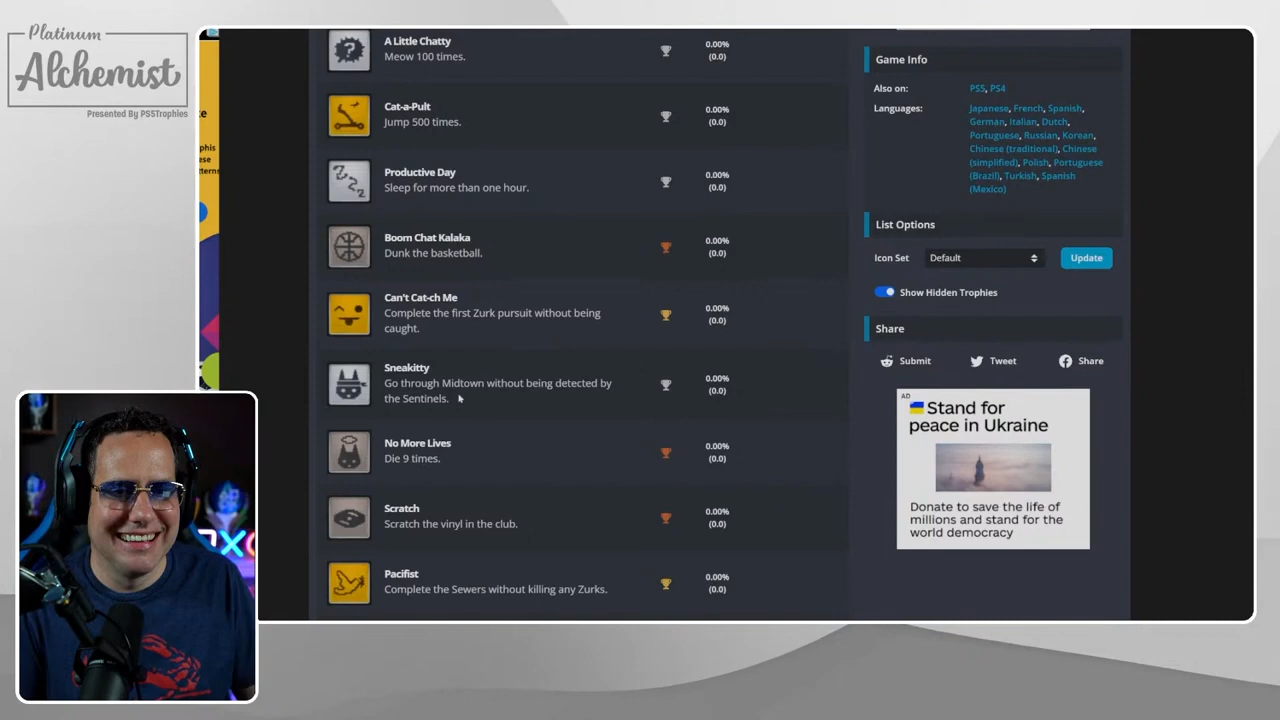 Platinum
Alchemist
Presented By PS5Trophies
ke
phis
ese
tterns
A Little Chatty
Meow 100 times.
0.00%
(0.0)
Cat-a-Pult
Jump 500 times.
0.00%
(0.0)
Productive Day
Sleep for more than one hour.
0.00%
(0.0)
Boom Chat Kalaka
Dunk the basketball.
0.00%
(0.0)
Can't Cat-ch Me
Complete the first Zurk pursuit without being
caught.
0.00%
(0.0)
Sneakitty
Go through Midtown without being detected by
the Sentinels.
0.00%
(0.0)
No More Lives
Die 9 times.
0.00%
(0.0)
Scratch
Scratch the vinyl in the club.
0.00%
(0.0)
Pacifist
Complete the Sewers without killing any Zurks.
0.00%
(0.0)
Game Info
Also on: PS5, PS4
Languages: Japanese, French, Spanish,
German, Italian, Dutch,
Portuguese, Russian, Korean,
Chinese (traditional), Chinese
(simplified), Polish, Portuguese
(Brazil), Turkish, Spanish
(Mexico)
List Options
Icon Set Default Update
Show Hidden Trophies
Share
Submit Tweet Share
AD
Stand for
peace in Ukraine
Donate to save the life of
millions and stand for the
world democracy